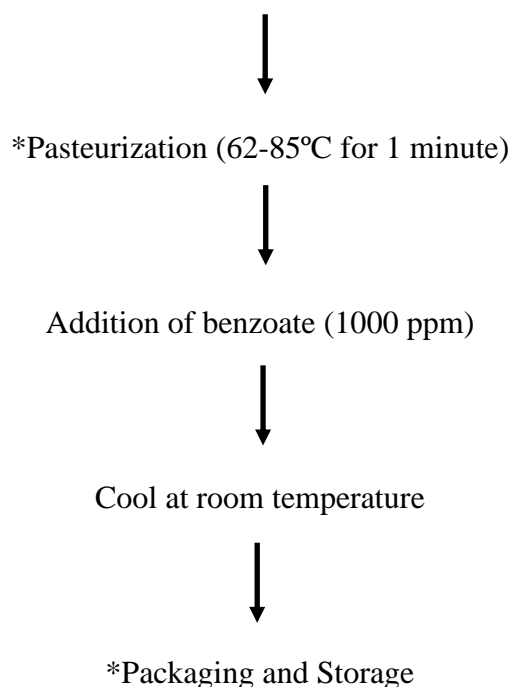 *Pasteurization (62-85ºC for 1 minute)
Addition of benzoate (1000 ppm)
Cool at room temperature
*Packaging and Storage